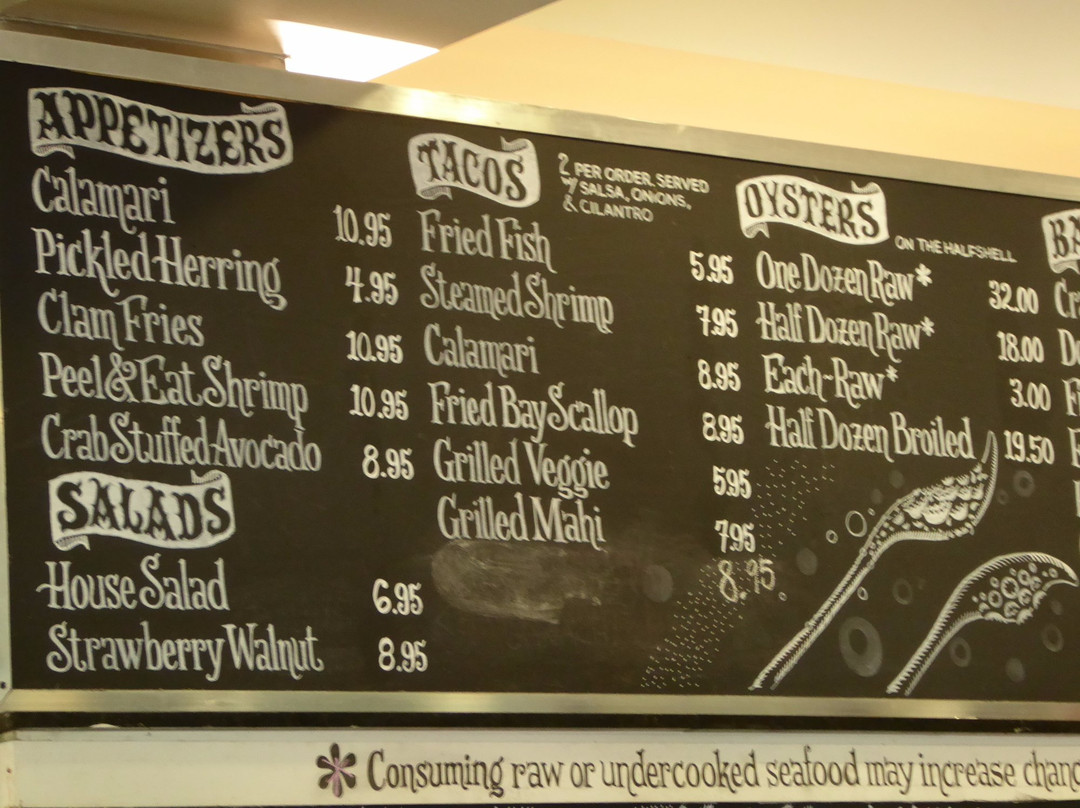 APPETIZERS
Calamari 10.95
Pickled Herring 4.95
Clam Fries 10.95
Peel & Eat Shrimp 10.95
Crab Stuffed Avocado 8.95
SALADS
House Salad 6.95
Strawberry Walnut 8.95
TACOS
2 PER ORDER, SERVED
W/ SALSA, ONIONS,
& CILANTRO
Fried Fish 5.95
Steamed Shrimp 7.95
Calamari 8.95
Fried Bay Scallop 8.95
Grilled Veggie 5.95
Grilled Mahi 7.95
8.95
OYSTERS
ON THE HALFSHELL
One Dozen Raw* 32.00
Half Dozen Raw* 18.00
Each-Raw* 3.00
Half Dozen Broiled 19.50
* Consuming raw or undercooked seafood may increase